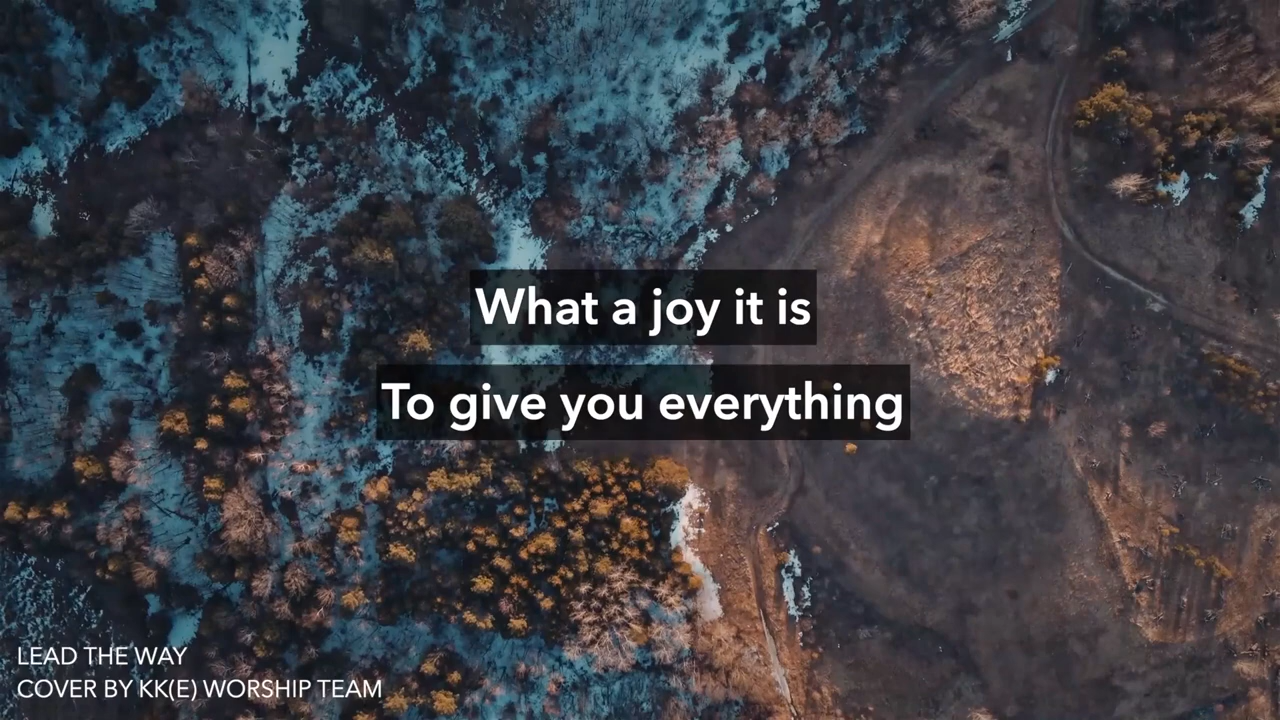 What a joy it is
To give you everything
LEAD THE WAY
COVER BY KK(E) WORSHIP TEAM